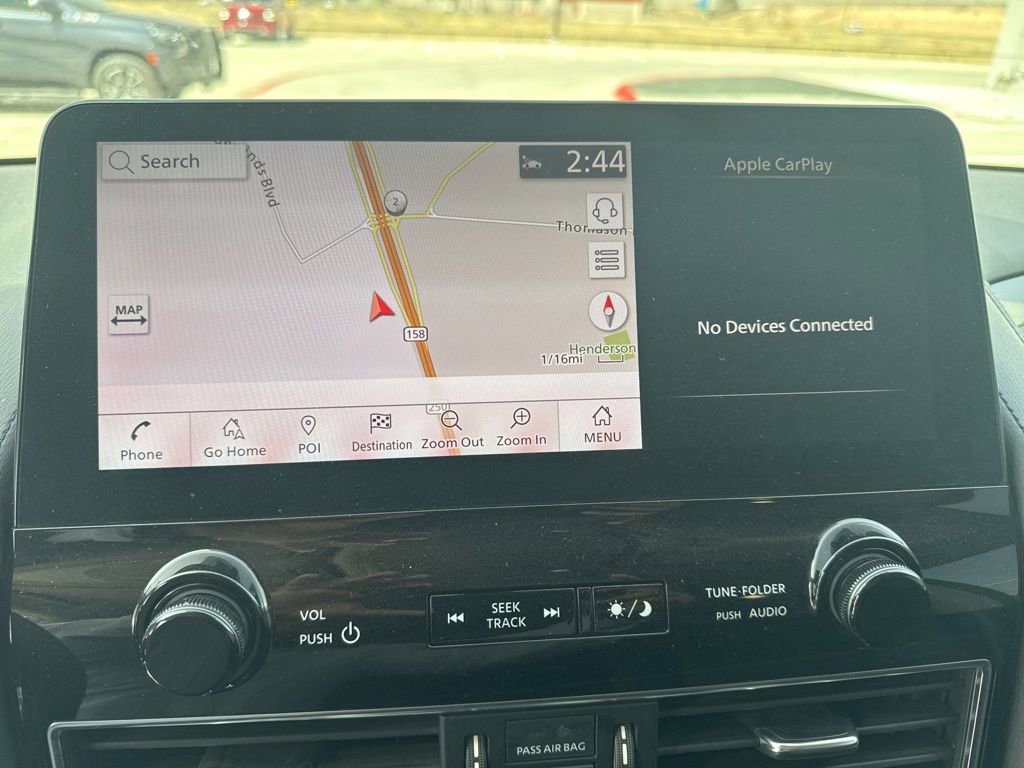 Search
nds Blvd
2
2:44
Apple CarPlay
Thomason
MAP
158
No Devices Connected
Henderson
1/16mi
250
Phone
Go Home
POI
Destination
Zoom Out
Zoom In
MENU
VOL
PUSH
SEEK
TRACK
TUNE·FOLDER
PUSH AUDIO
PASS AIR BAG